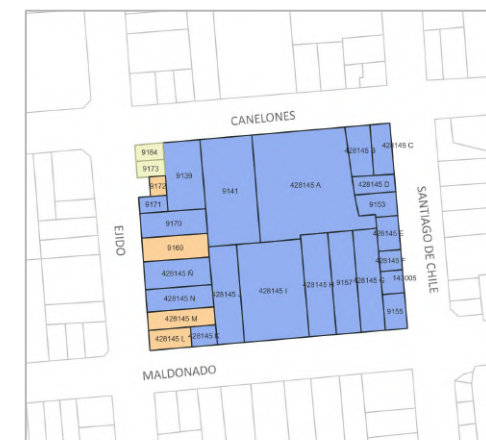 CANELONES
9164
9173
9172
9171
9139
9141
428145 A
428145 B
428145 C
428145 D
9153
9170
9169
428145 E
428145 F
143005
428145 Ñ
428145 N
428145 M
428145 L
428145 K
428145 J
428145 I
428145 H
9157
428145 G
9155
EJIDO
SANTIAGO DE CHILE
MALDONADO